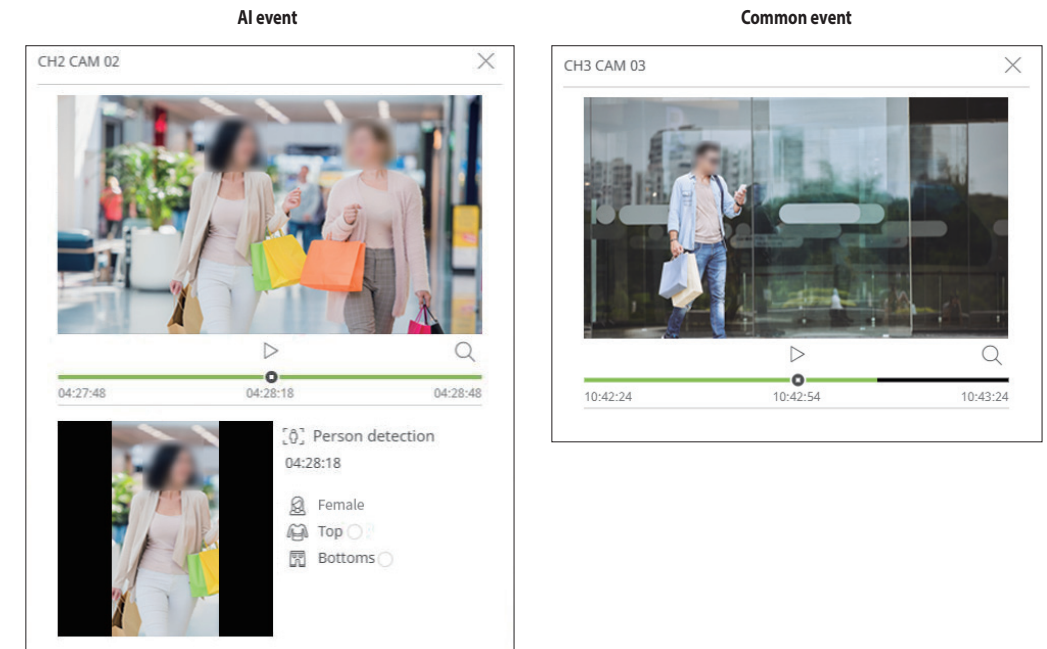 AI event
Common event
CH2 CAM 02
04:27:48 04:28:18 04:28:48
Person detection
04:28:18
Female
Top
Bottoms
CH3 CAM 03
10:42:24 10:42:54 10:43:24